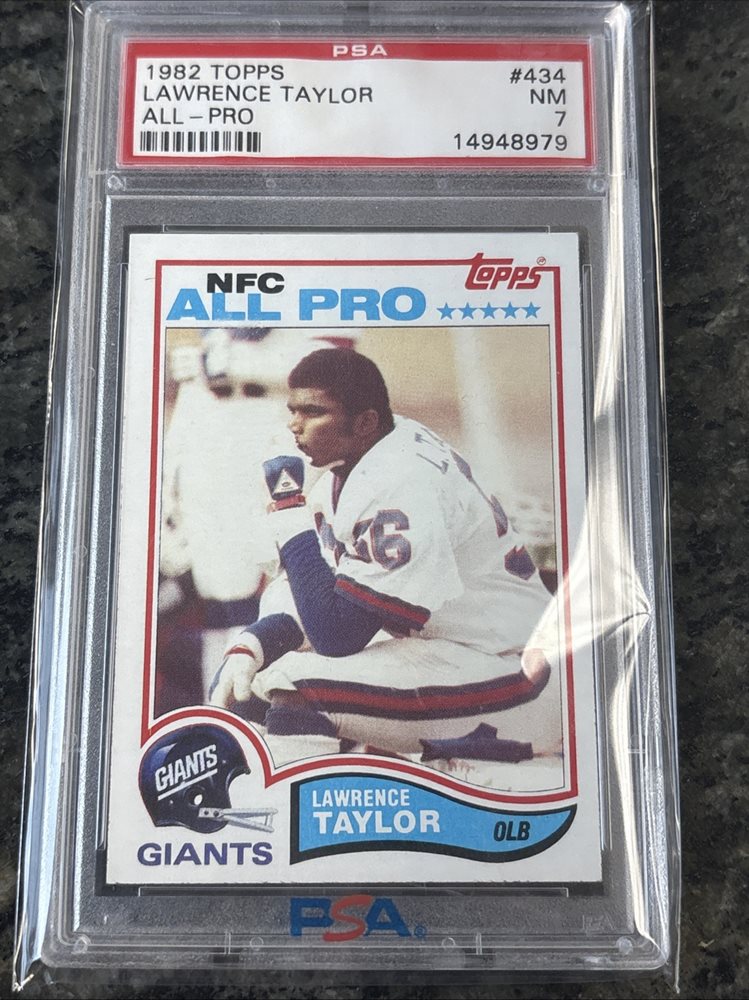 PSA
1982 TOPPS #434
LAWRENCE TAYLOR NM
ALL-PRO 7
14948979
topps
NFC
ALL PRO
56
GIANTS
LAWRENCE
TAYLOR OLB
GIANTS
PSA